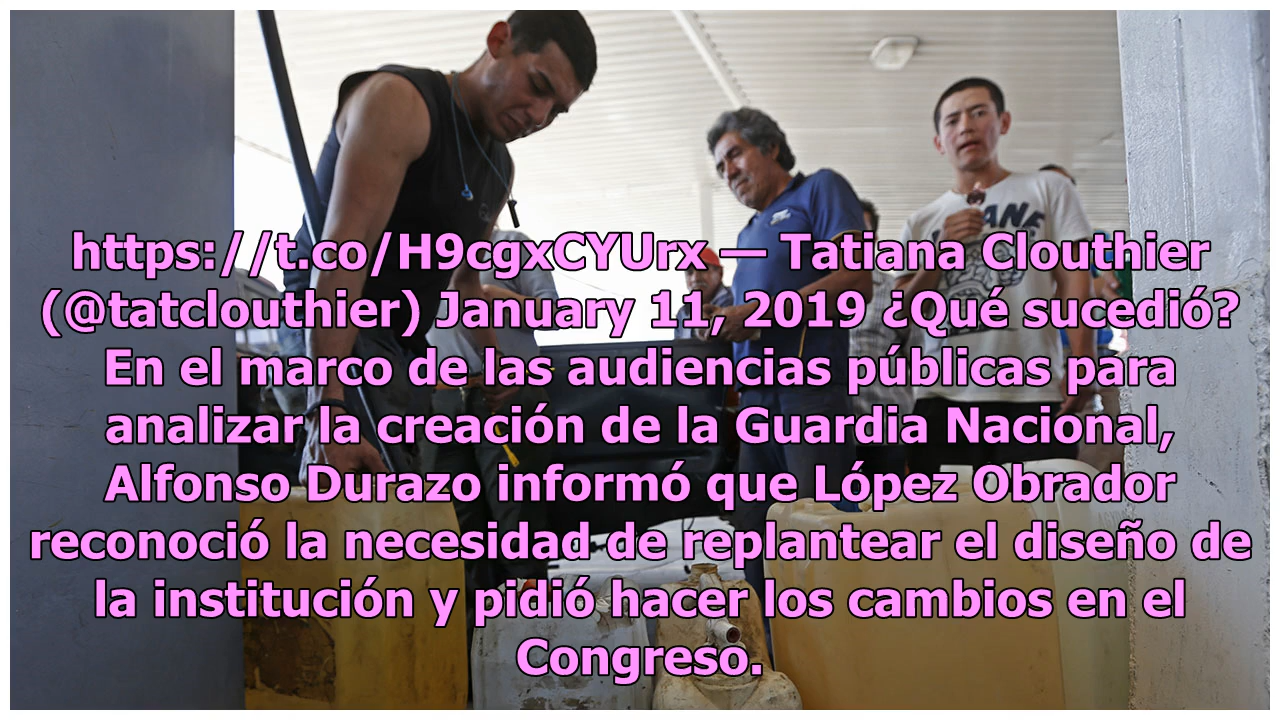 https://t.co/H9cgxCYUrx — Tatiana Clouthier
(@tatclouthier) January 11, 2019 ¿Qué sucedió?
En el marco de las audiencias públicas para
analizar la creación de la Guardia Nacional,
Alfonso Durazo informó que López Obrador
reconoció la necesidad de replantear el diseño de
la institución y pidió hacer los cambios en el
Congreso.